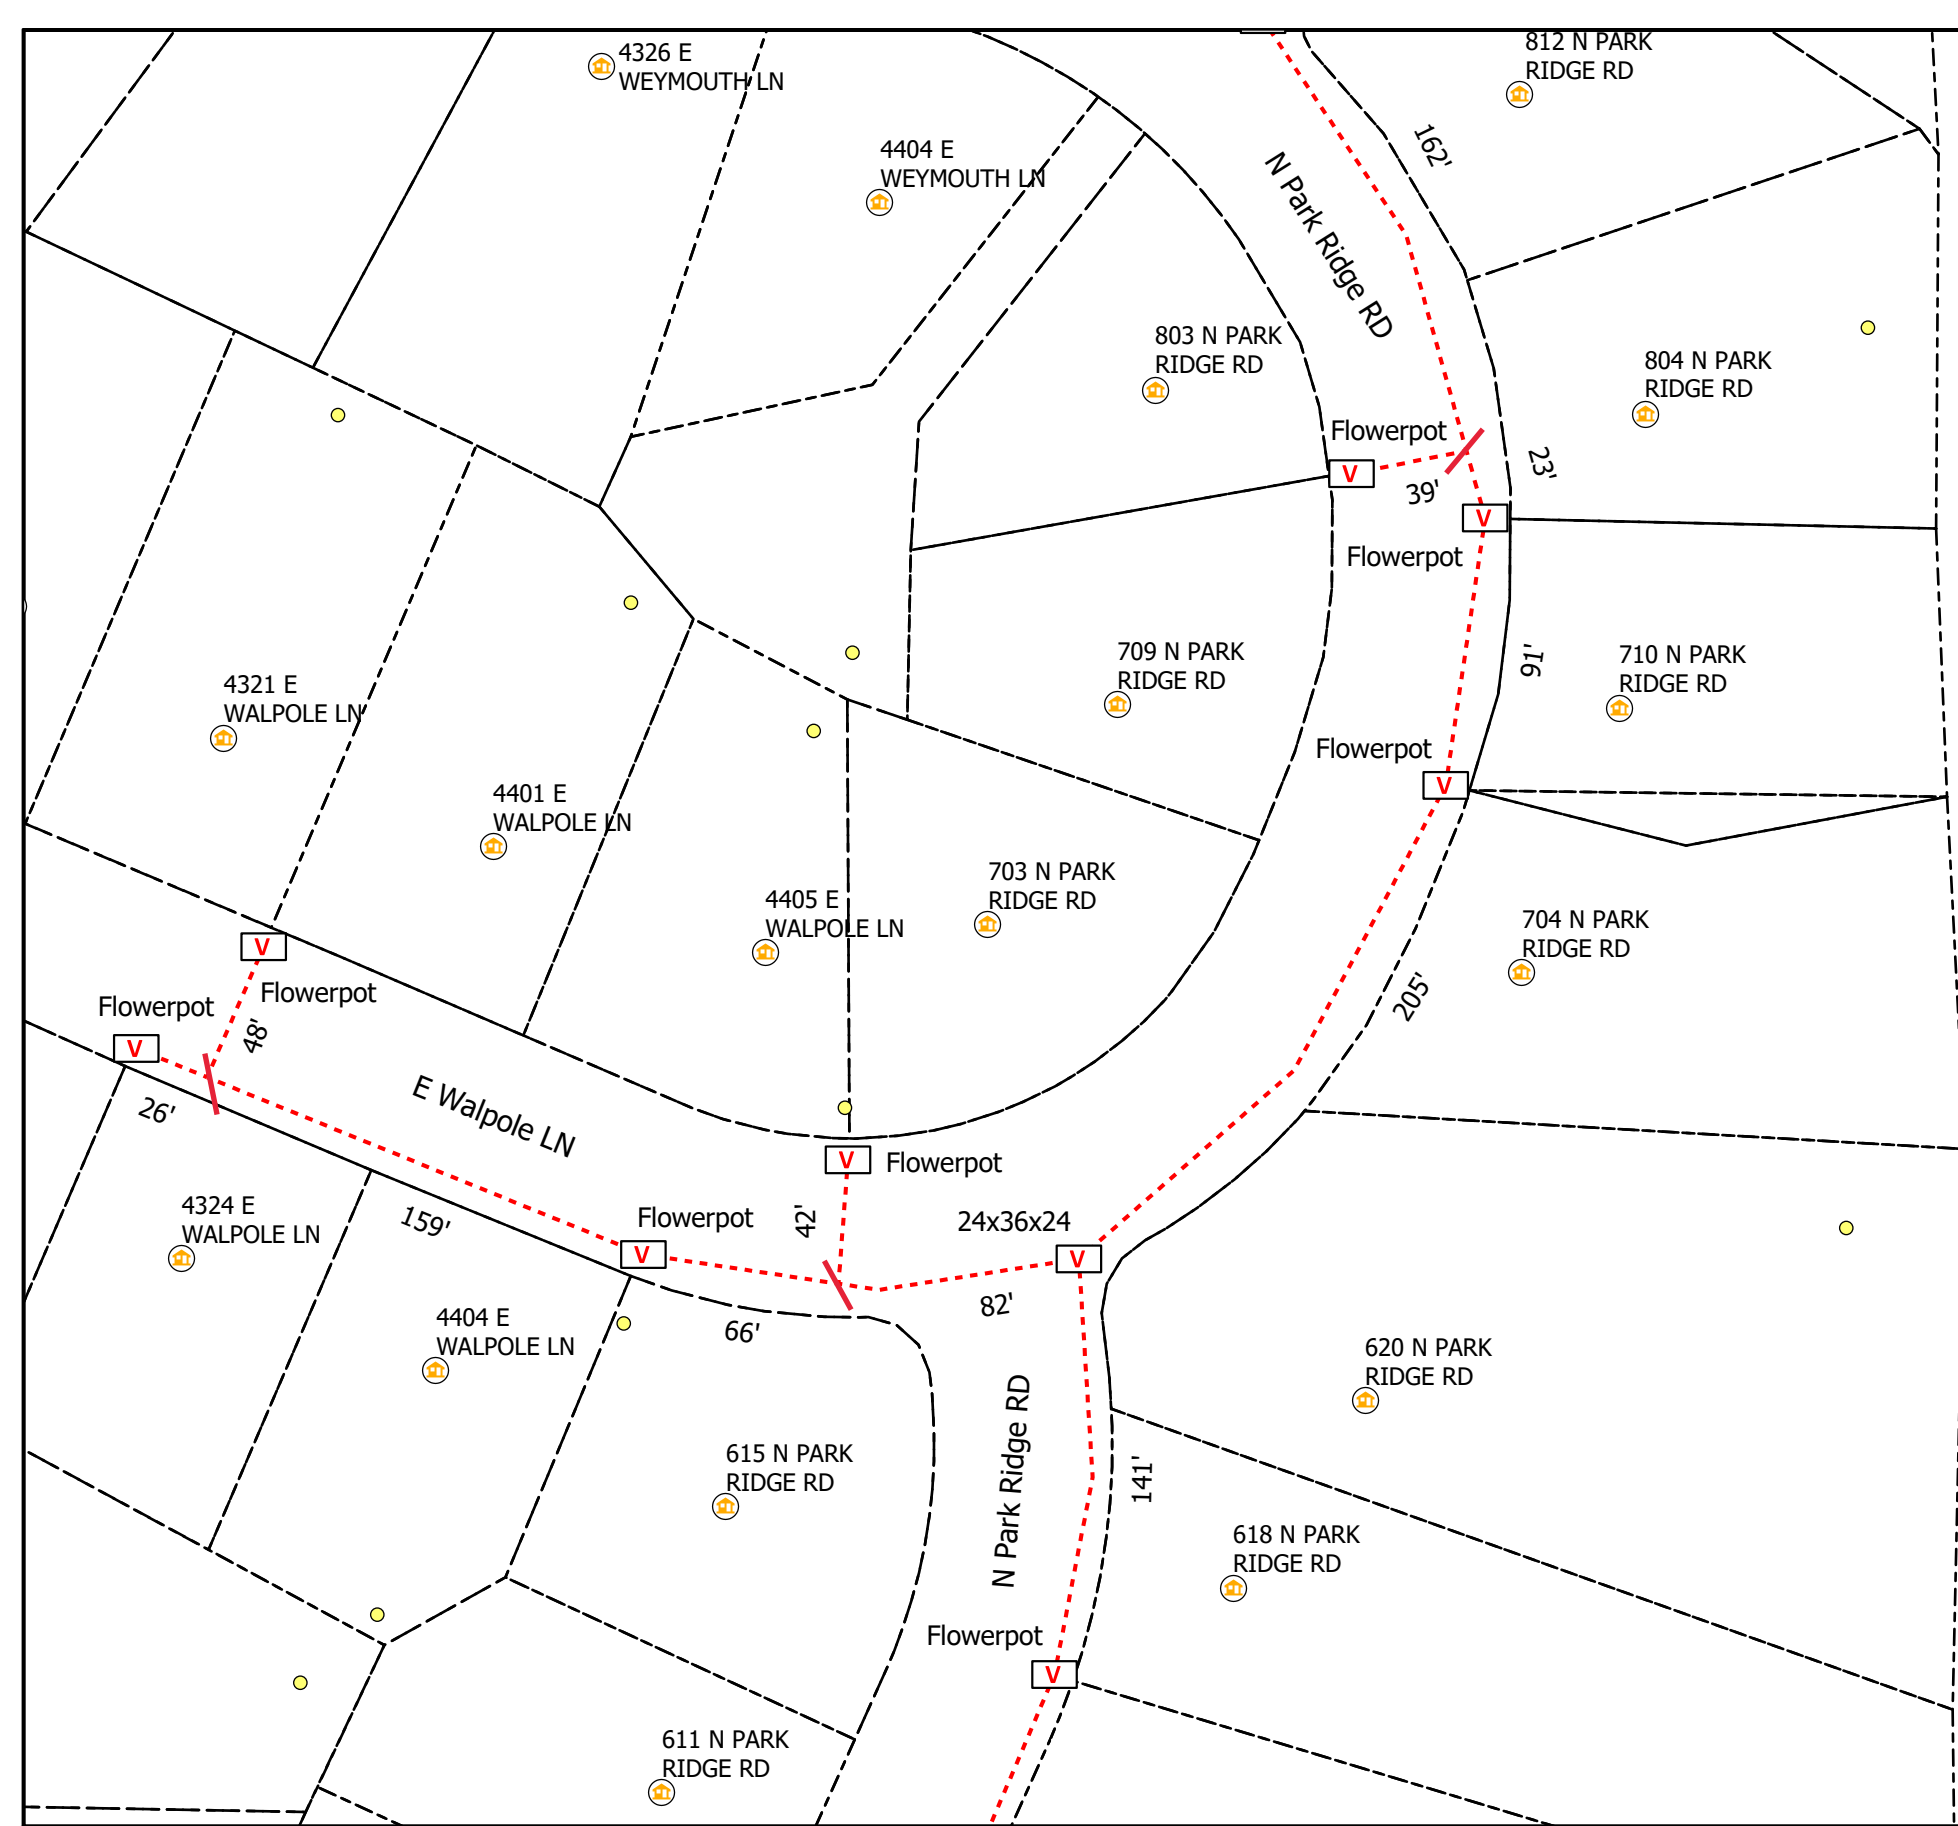 812 N PARK
RIDGE RD
4326 E
WEYMOUTH LN
162'
4404 E
WEYMOUTH LN
N Park Ridge RD
803 N PARK
RIDGE RD
804 N PARK
RIDGE RD
Flowerpot
V
39'
23'
V
Flowerpot
709 N PARK
RIDGE RD
91'
710 N PARK
RIDGE RD
4321 E
WALPOLE LN
Flowerpot
V
4401 E
WALPOLE LN
703 N PARK
RIDGE RD
4405 E
WALPOLE LN
704 N PARK
RIDGE RD
V
Flowerpot
Flowerpot
205'
48'
V
26'
E Walpole LN
V
Flowerpot
4324 E
WALPOLE LN
159'
Flowerpot
42'
24x36x24
V
V
82'
66'
4404 E
WALPOLE LN
620 N PARK
RIDGE RD
N Park Ridge RD
141'
615 N PARK
RIDGE RD
618 N PARK
RIDGE RD
Flowerpot
V
611 N PARK
RIDGE RD